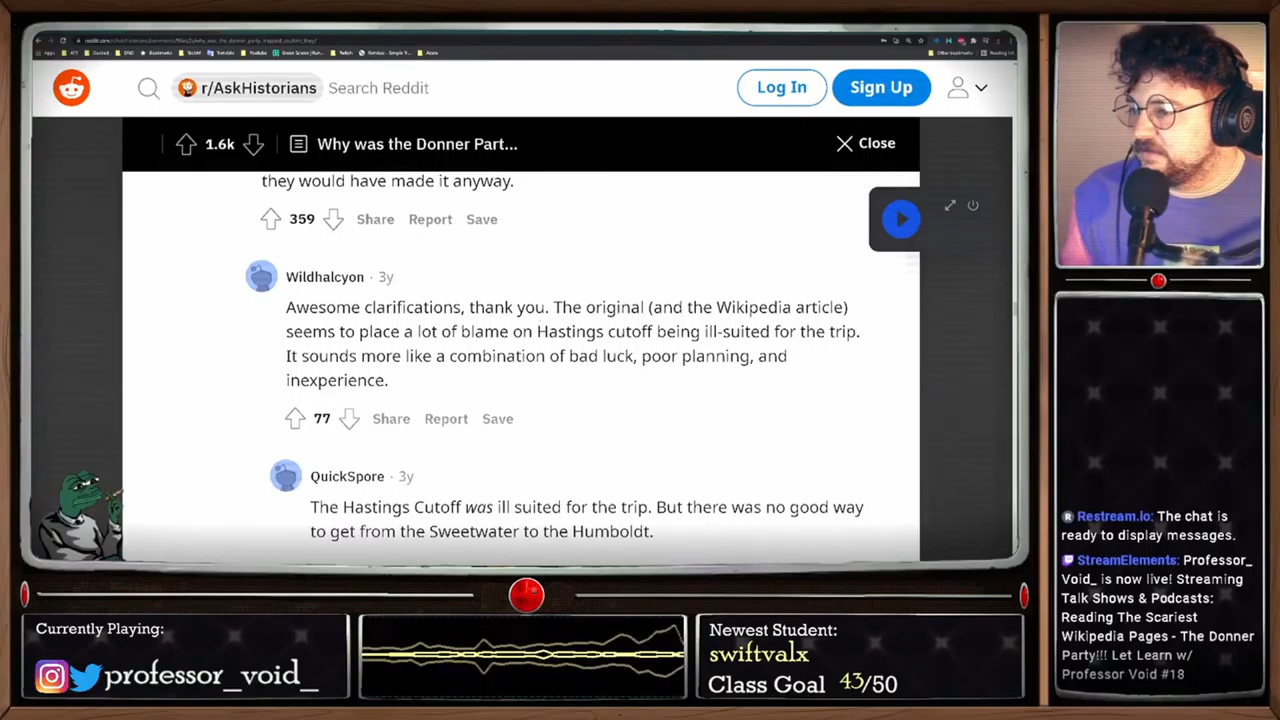 r/AskHistorians Search Reddit
Log In
Sign Up
1.6k
Why was the Donner Part...
Close
they would have made it anyway.
359 Share Report Save
Wildhalcyon · 3y
Awesome clarifications, thank you. The original (and the Wikipedia article)
seems to place a lot of blame on Hastings cutoff being ill-suited for the trip.
It sounds more like a combination of bad luck, poor planning, and
inexperience.
77 Share Report Save
QuickSpore · 3y
The Hastings Cutoff was ill suited for the trip. But there was no good way
to get from the Sweetwater to the Humboldt.
Restream.io: The chat is
ready to display messages.
StreamElements: Professor_
Void_ is now live! Streaming
Talk Shows & Podcasts:
Reading The Scariest
Wikipedia Pages - The Donner
Party!!! Let Learn w/
Professor Void #18
Currently Playing:
professor_void_
Newest Student:
swiftvalx
Class Goal 43/50